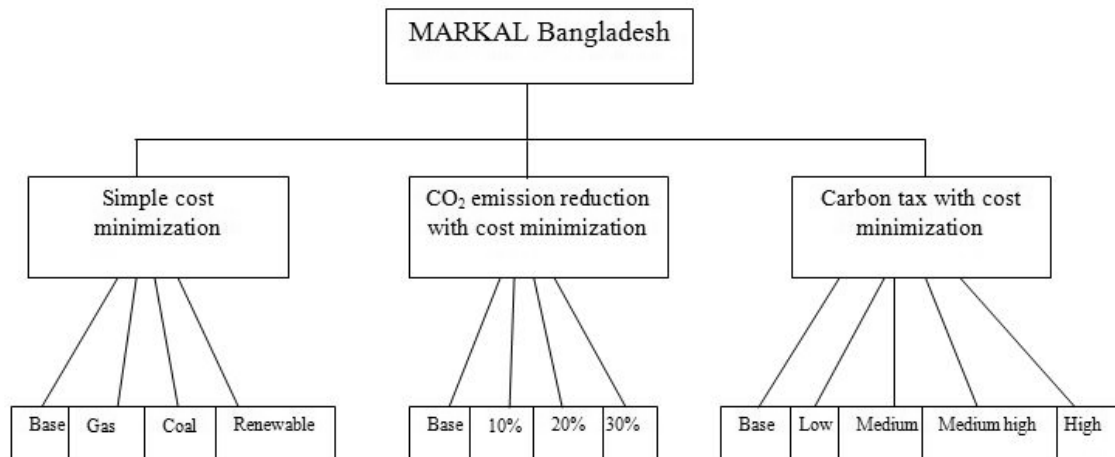 MARKAL Bangladesh
Simple cost
minimization
CO₂ emission reduction
with cost minimization
Carbon tax with cost
minimization
Base Gas Coal Renewable
Base 10% 20% 30%
Base Low Medium Medium high High